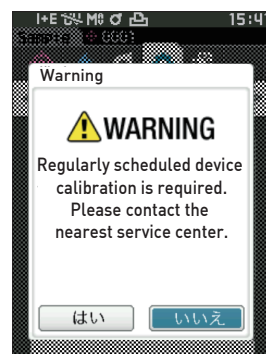 I+E
15:47
Sample 0001
Warning
WARNING
Regularly scheduled device
calibration is required.
Please contact the
nearest service center.
はい いいえ